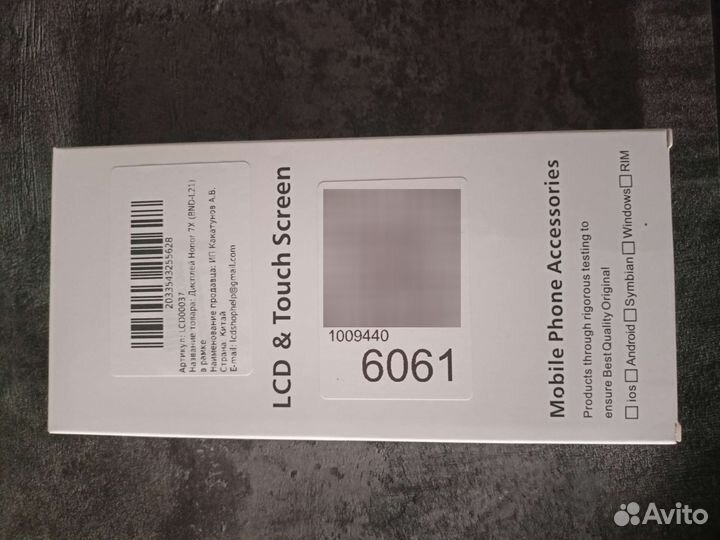 2033543255628
Артикул: LCD00037
Название товара: Дисплей Honor 7X (BND-L21)
в рамке
Наименование продавца: ИП Какатунов А.В.
Страна: Китай
E-mail: lcdshophelp@gmail.com
LCD & Touch Screen
1009440
6061
Mobile Phone Accessories
Products through rigorous testing to
ensure Best Quality Original
□ ios □ Android □ Symbian □ Windows □ RIM
Avito